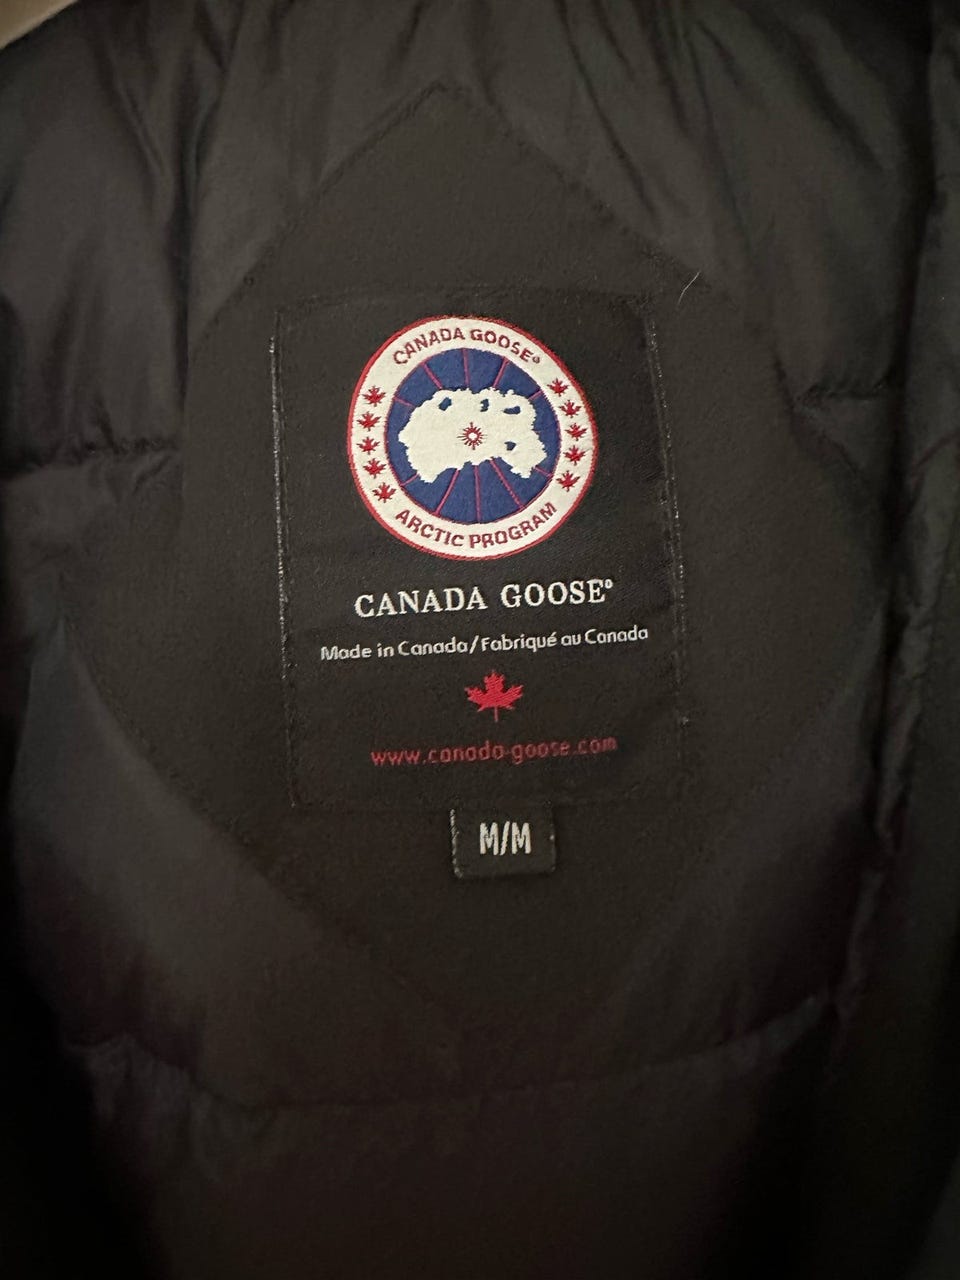 CANADA GOOSE®
ARCTIC PROGRAM
CANADA GOOSE®
Made in Canada/Fabriqué au Canada
www.canada-goose.com
M/M